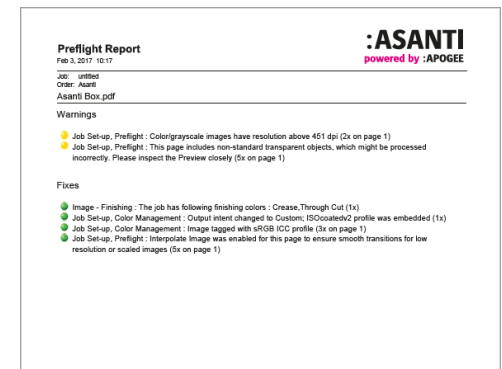 :ASANTI
powered by :APOGEE
Preflight Report
Feb 3, 2017 10:17
Job: untitled
Order: Asanti
Asanti Box.pdf
Warnings
Job Set-up, Preflight : Color/grayscale images have resolution above 451 dpi (2x on page 1)
Job Set-up, Preflight : This page includes non-standard transparent objects, which might be processed
incorrectly. Please inspect the Preview closely (5x on page 1)
Fixes
Image - Finishing : The job has following finishing colors : Crease,Through Cut (1x)
Job Set-up, Color Management : Output intent changed to Custom; ISOcoatedv2 profile was embedded (1x)
Job Set-up, Color Management : Image tagged with sRGB ICC profile (3x on page 1)
Job Set-up, Preflight : Interpolate Image was enabled for this page to ensure smooth transitions for low
resolution or scaled images (5x on page 1)